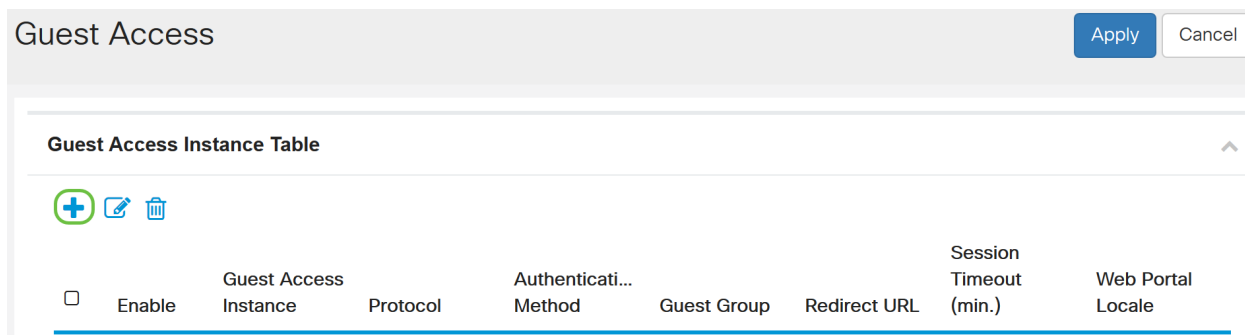 Guest Access
Apply
Cancel
Guest Access Instance Table
Enable
Guest Access
Instance
Protocol
Authenticati...
Method
Guest Group
Redirect URL
Session
Timeout
(min.)
Web Portal
Locale